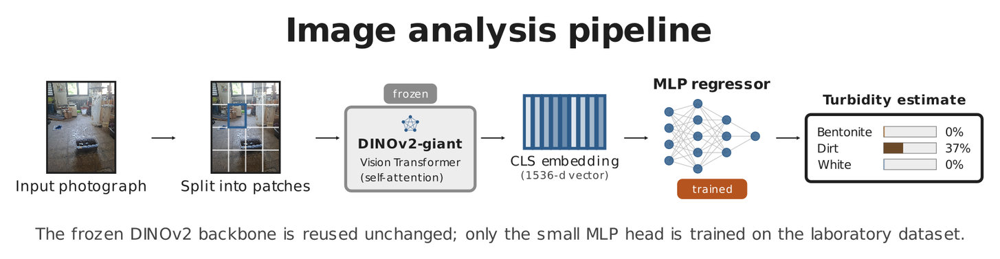 Image analysis pipeline
Input photograph
Split into patches
frozen
DINOv2-giant
Vision Transformer
(self-attention)
CLS embedding
(1536-d vector)
MLP regressor
trained
Turbidity estimate
Bentonite 0%
Dirt 37%
White 0%
The frozen DINOv2 backbone is reused unchanged; only the small MLP head is trained on the laboratory dataset.